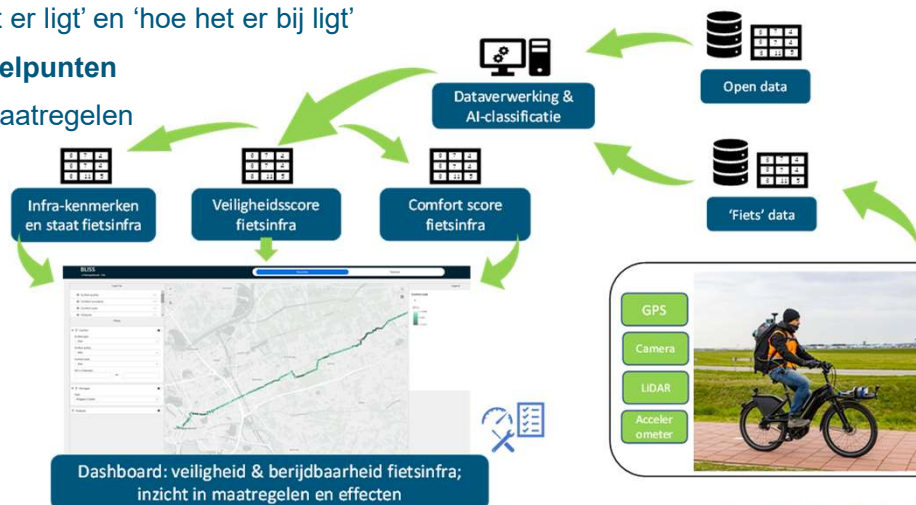 t er ligt’ en ‘hoe het er bij ligt’
elpunten
aatregelen
Open data
Dataverwerking &
AI-classificatie
‘Fiets’ data
Infra-kenmerken
en staat fietsinfra
Veiligheidsscore
fietsinfra
Comfort score
fietsinfra
BLISS
GPS
Camera
LiDAR
Acceler
ometer
Dashboard: veiligheid & berijdbaarheid fietsinfra;
inzicht in maatregelen en effecten